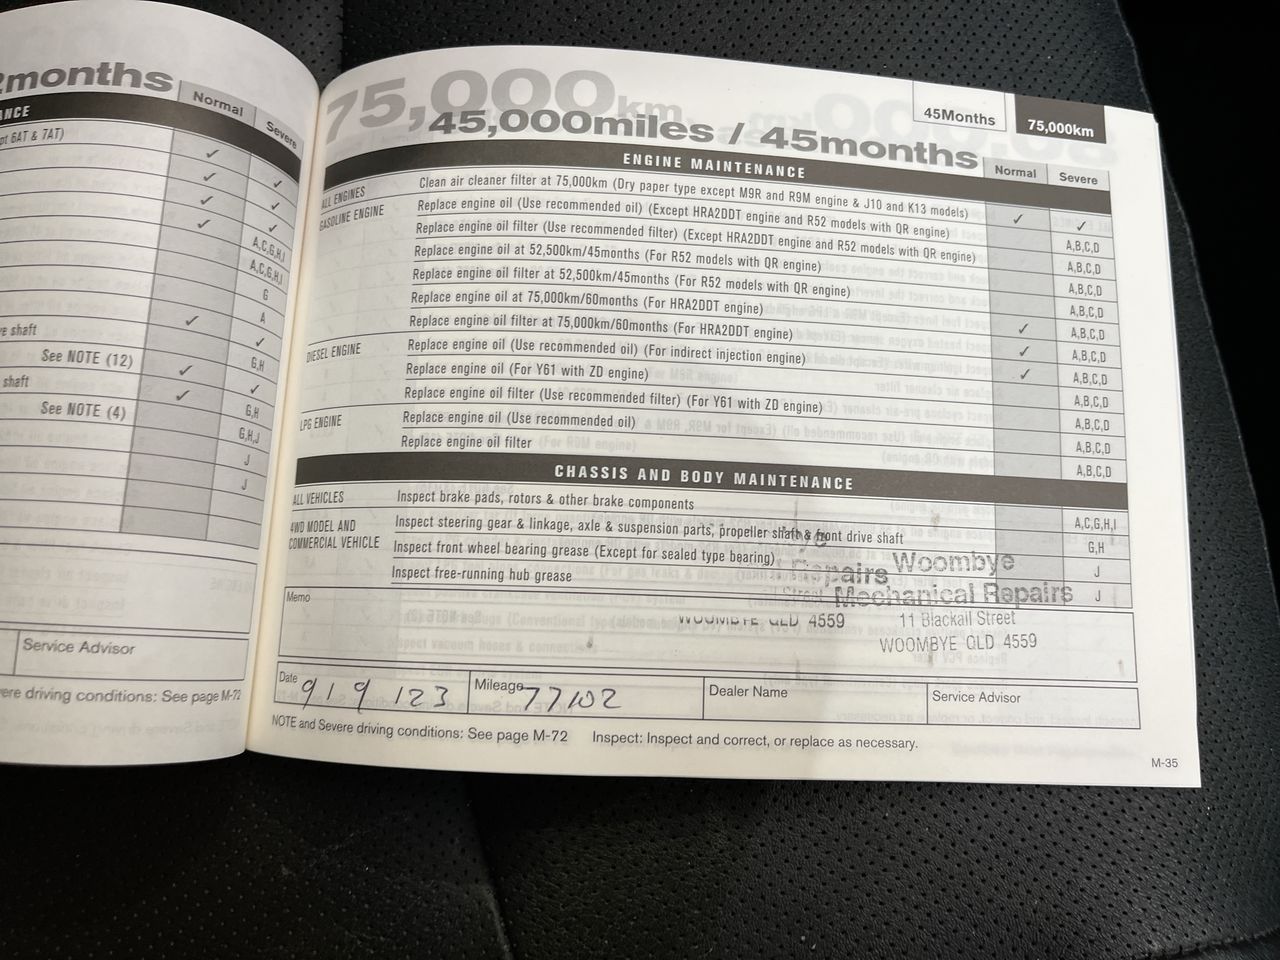 months
Normal
Severe
6AT & 7AT)
✓
✓ ✓
✓ ✓
✓ ✓
A,C,G,H,I
A,C,G,H,I
G
A
✓ ✓
shaft
G,H
See NOTE (12) ✓ ✓
shaft ✓ G,H
See NOTE (4) G,H,J
J
J
Service Advisor
driving conditions: See page M-72
75,000km
45,000miles / 45months
45Months
75,000km
ENGINE MAINTENANCE
Normal
Severe
ALL ENGINES
Clean air cleaner filter at 75,000km (Dry paper type except M9R and R9M engine & J10 and K13 models) ✓ ✓
GASOLINE ENGINE
Replace engine oil (Use recommended oil) (Except HRA2DDT engine and R52 models with QR engine) A,B,C,D
Replace engine oil filter (Use recommended filter) (Except HRA2DDT engine and R52 models with QR engine) A,B,C,D
Replace engine oil at 52,500km/45months (For R52 models with QR engine) A,B,C,D
Replace engine oil filter at 52,500km/45months (For R52 models with QR engine) A,B,C,D
Replace engine oil at 75,000km/60months (For HRA2DDT engine) ✓ A,B,C,D
Replace engine oil filter at 75,000km/60months (For HRA2DDT engine) ✓ A,B,C,D
DIESEL ENGINE
Replace engine oil (Use recommended oil) (For indirect injection engine) ✓ A,B,C,D
Replace engine oil (For Y61 with ZD engine) A,B,C,D
Replace engine oil filter (Use recommended filter) (For Y61 with ZD engine) A,B,C,D
LPG ENGINE
Replace engine oil (Use recommended oil) A,B,C,D
Replace engine oil filter A,B,C,D
CHASSIS AND BODY MAINTENANCE
ALL VEHICLES
Inspect brake pads, rotors & other brake components A,C,G,H,I
4WD MODEL AND
COMMERCIAL VEHICLE
Inspect steering gear & linkage, axle & suspension parts, propeller shaft & front drive shaft G,H
Inspect front wheel bearing grease (Except for sealed type bearing) J
Inspect free-running hub grease J
Woombye
Mechanical Repairs
11 Blackall Street
WOOMBYE QLD 4559
Repairs
Street
WOOMBYE QLD 4559
Memo
Date 9 / 9 / 23
Mileage 77102
Dealer Name
Service Advisor
NOTE and Severe driving conditions: See page M-72 Inspect: Inspect and correct, or replace as necessary.
M-35